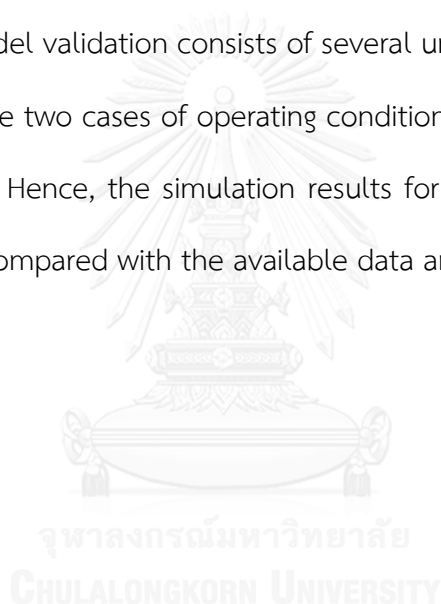 del validation consists of several
e two cases of operating condition
Hence, the simulation results for
ompared with the available data
จุฬาลงกรณ์มหาวิทยาลัย
CHULALONGKORN UNIVERSITY